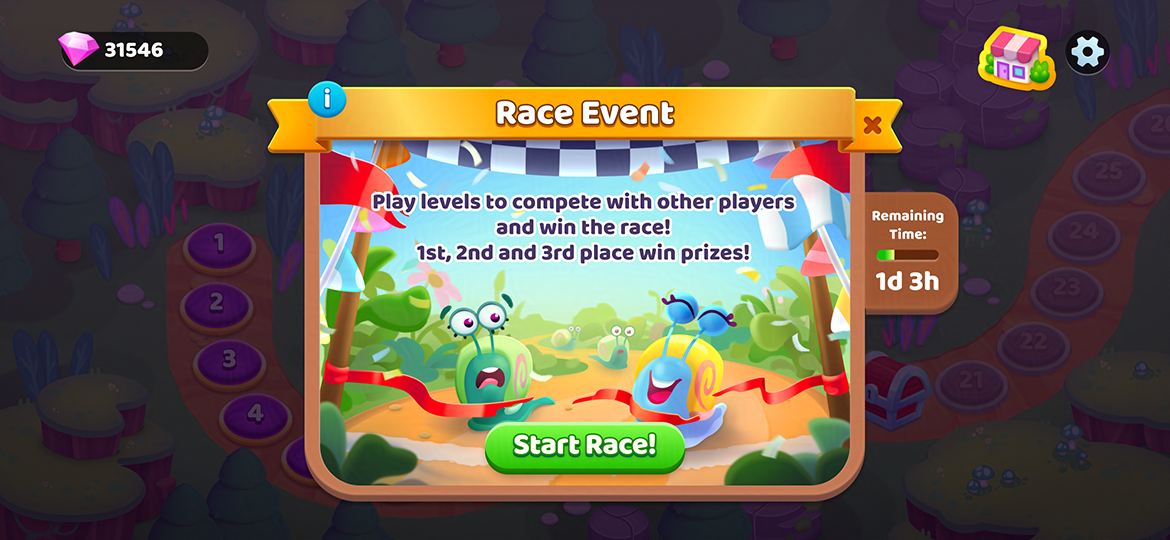 31546
i
Race Event
Play levels to compete with other players
and win the race!
1st, 2nd and 3rd place win prizes!
Remaining
Time:
1d 3h
Start Race!
1
2
3
4
25
24
23
22
21